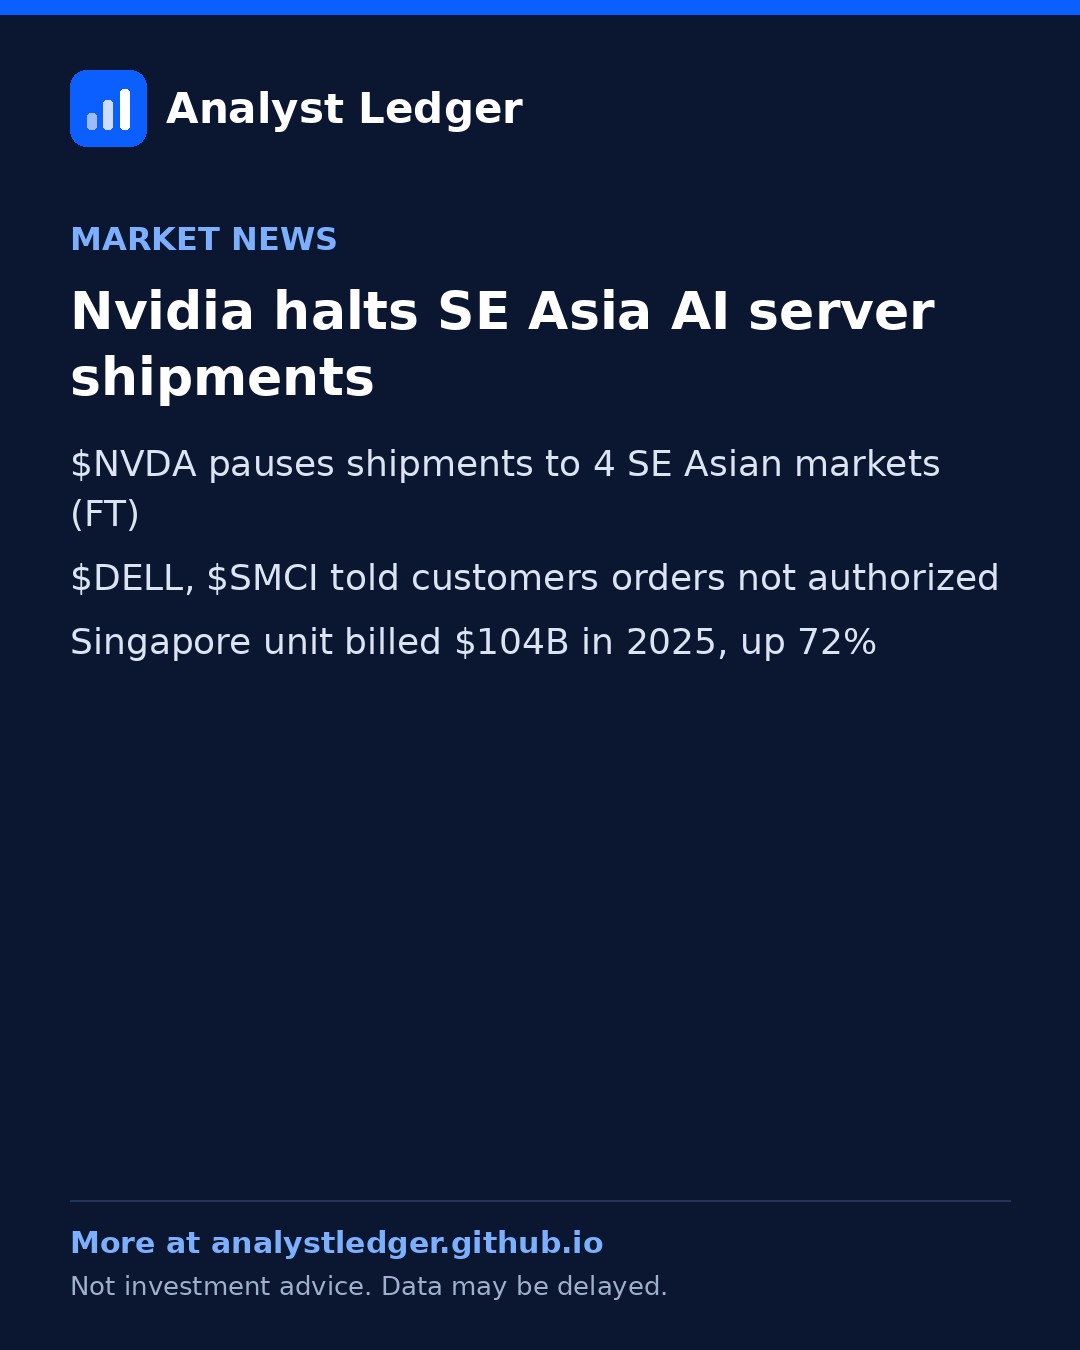 Analyst Ledger
MARKET NEWS
Nvidia halts SE Asia AI server
shipments
$NVDA pauses shipments to 4 SE Asian markets
(FT)
$DELL, $SMCI told customers orders not authorized
Singapore unit billed $104B in 2025, up 72%
More at analystledger.github.io
Not investment advice. Data may be delayed.